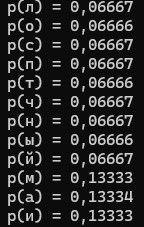 p(л) = 0,06667
p(о) = 0,06666
p(с) = 0,06667
p(п) = 0,06667
p(т) = 0,06666
p(ч) = 0,06667
p(н) = 0,06667
p(ы) = 0,06666
p(й) = 0,06667
p(м) = 0,13333
p(а) = 0,13334
p(и) = 0,13333